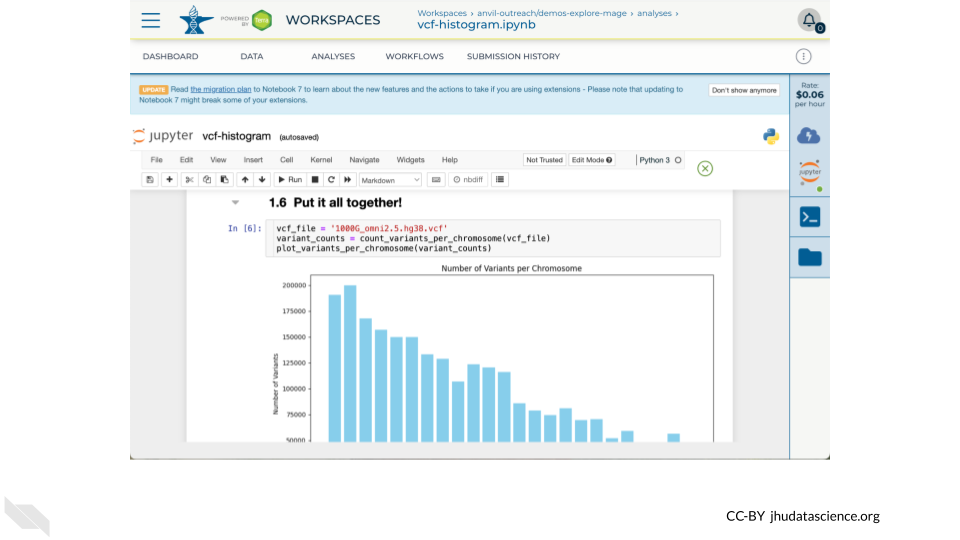 POWERED
BY
Terra
WORKSPACES
Workspaces › anvil-outreach/demos-explore-mage › analyses ›
vcf-histogram.ipynb
0
DASHBOARD DATA ANALYSES WORKFLOWS SUBMISSION HISTORY
UPDATE Read the migration plan to Notebook 7 to learn about the new features and the actions to take if you are using extensions - Please note that updating to
Notebook 7 might break some of your extensions.
Don't show anymore
Rate:
$0.06
per hour
jupyter vcf-histogram (autosaved)
File Edit View Insert Cell Kernel Navigate Widgets Help
Not Trusted Edit Mode Python 3
Run Markdown nbdiff
jupyter
1.6 Put it all together!
In [6]: vcf_file = '1000G_omni2.5.hg38.vcf'
variant_counts = count_variants_per_chromosome(vcf_file)
plot_variants_per_chromosome(variant_counts)
Number of Variants per Chromosome
200000
175000
150000
125000
100000
75000
50000
Number of Variants
CC-BY jhudatascience.org